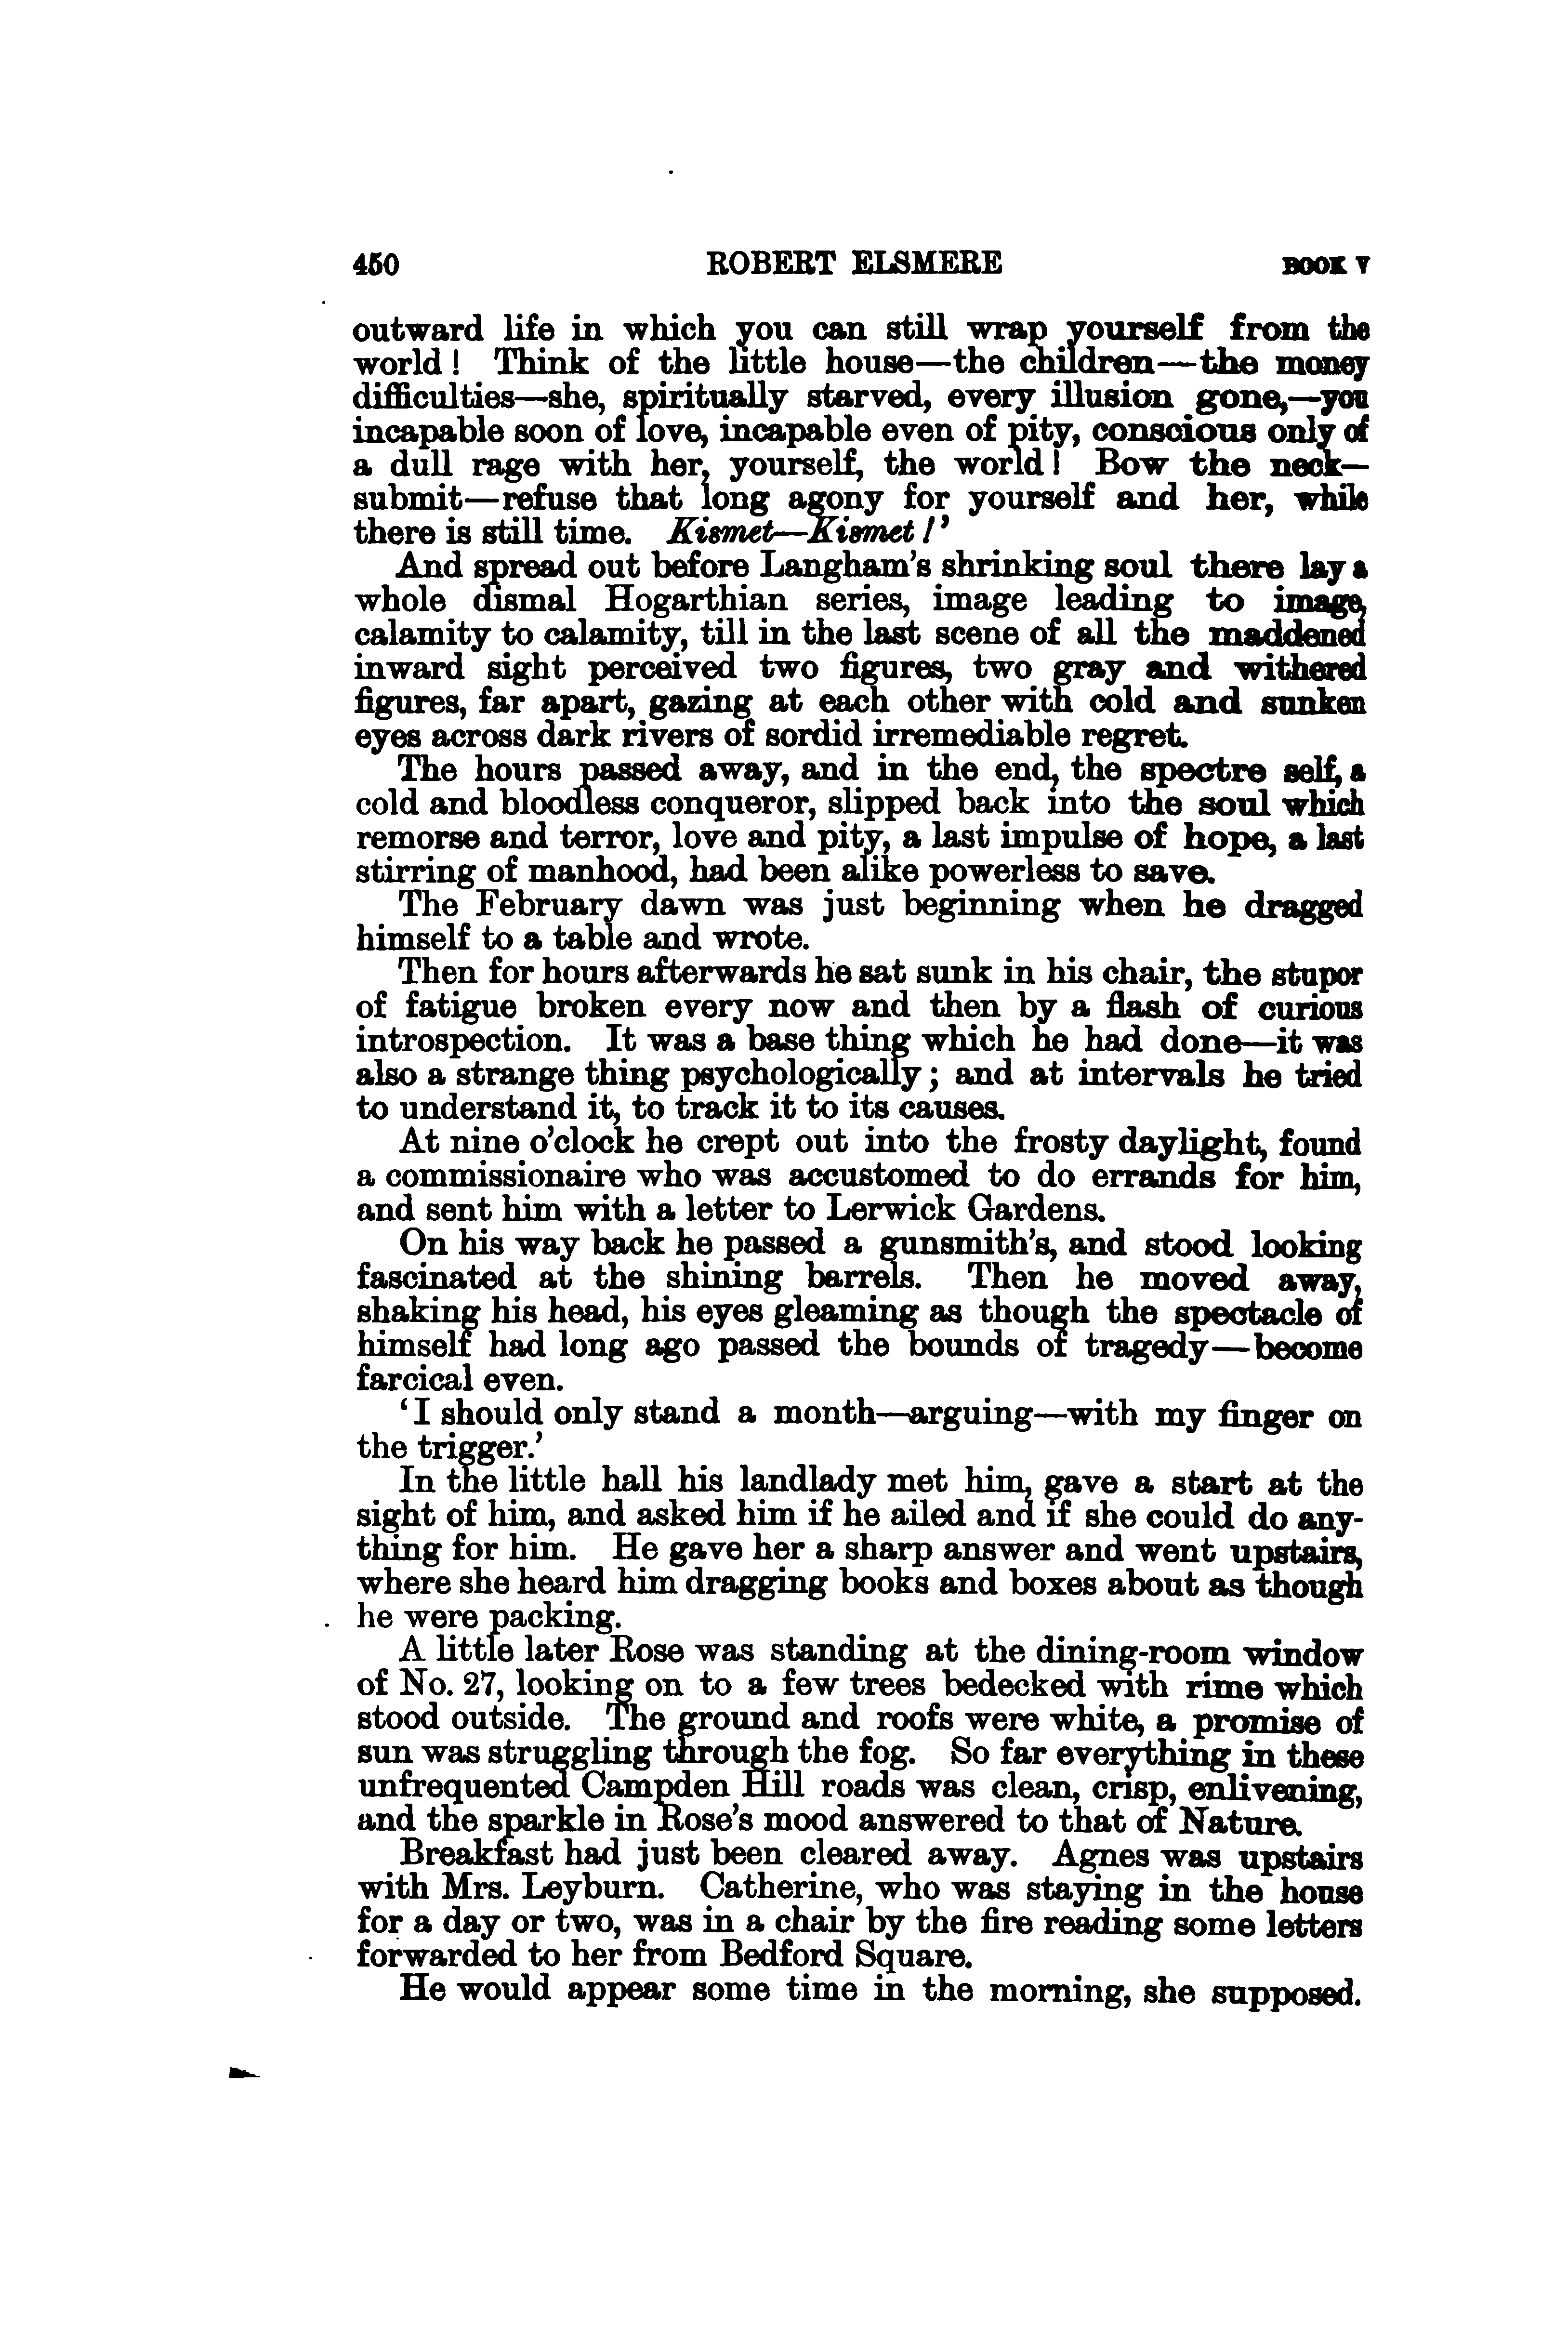 450 ROBERT ELSMERE BOOK V
outward life in which you can still wrap yourself from the
world! Think of the little house—the children—the money
difficulties—she, spiritually starved, every illusion gone,—you
incapable soon of love, incapable even of pity, conscious only of
a dull rage with her, yourself, the world! Bow the neck—
submit—refuse that long agony for yourself and her, while
there is still time. Kismet—Kismet!'
And spread out before Langham's shrinking soul there lay a
whole dismal Hogarthian series, image leading to image,
calamity to calamity, till in the last scene of all the maddened
inward sight perceived two figures, two gray and withered
figures, far apart, gazing at each other with cold and sunken
eyes across dark rivers of sordid irremediable regret.
The hours passed away, and in the end, the spectre self, a
cold and bloodless conqueror, slipped back into the soul which
remorse and terror, love and pity, a last impulse of hope, a last
stirring of manhood, had been alike powerless to save.
The February dawn was just beginning when he dragged
himself to a table and wrote.
Then for hours afterwards he sat sunk in his chair, the stupor
of fatigue broken every now and then by a flash of curious
introspection. It was a base thing which he had done—it was
also a strange thing psychologically; and at intervals he tried
to understand it, to track it to its causes.
At nine o'clock he crept out into the frosty daylight, found
a commissionaire who was accustomed to do errands for him,
and sent him with a letter to Lerwick Gardens.
On his way back he passed a gunsmith's, and stood looking
fascinated at the shining barrels. Then he moved away,
shaking his head, his eyes gleaming as though the spectacle of
himself had long ago passed the bounds of tragedy—become
farcical even.
'I should only stand a month—arguing—with my finger on
the trigger.'
In the little hall his landlady met him, gave a start at the
sight of him, and asked him if he ailed and if she could do any-
thing for him. He gave her a sharp answer and went upstairs,
where she heard him dragging books and boxes about as though
he were packing.
A little later Rose was standing at the dining-room window
of No. 27, looking on to a few trees bedecked with rime which
stood outside. The ground and roofs were white, a promise of
sun was struggling through the fog. So far everything in these
unfrequented Campden Hill roads was clean, crisp, enlivening,
and the sparkle in Rose's mood answered to that of Nature.
Breakfast had just been cleared away. Agnes was upstairs
with Mrs. Leyburn. Catherine, who was staying in the house
for a day or two, was in a chair by the fire reading some letters
forwarded to her from Bedford Square.
He would appear some time in the morning, she supposed.